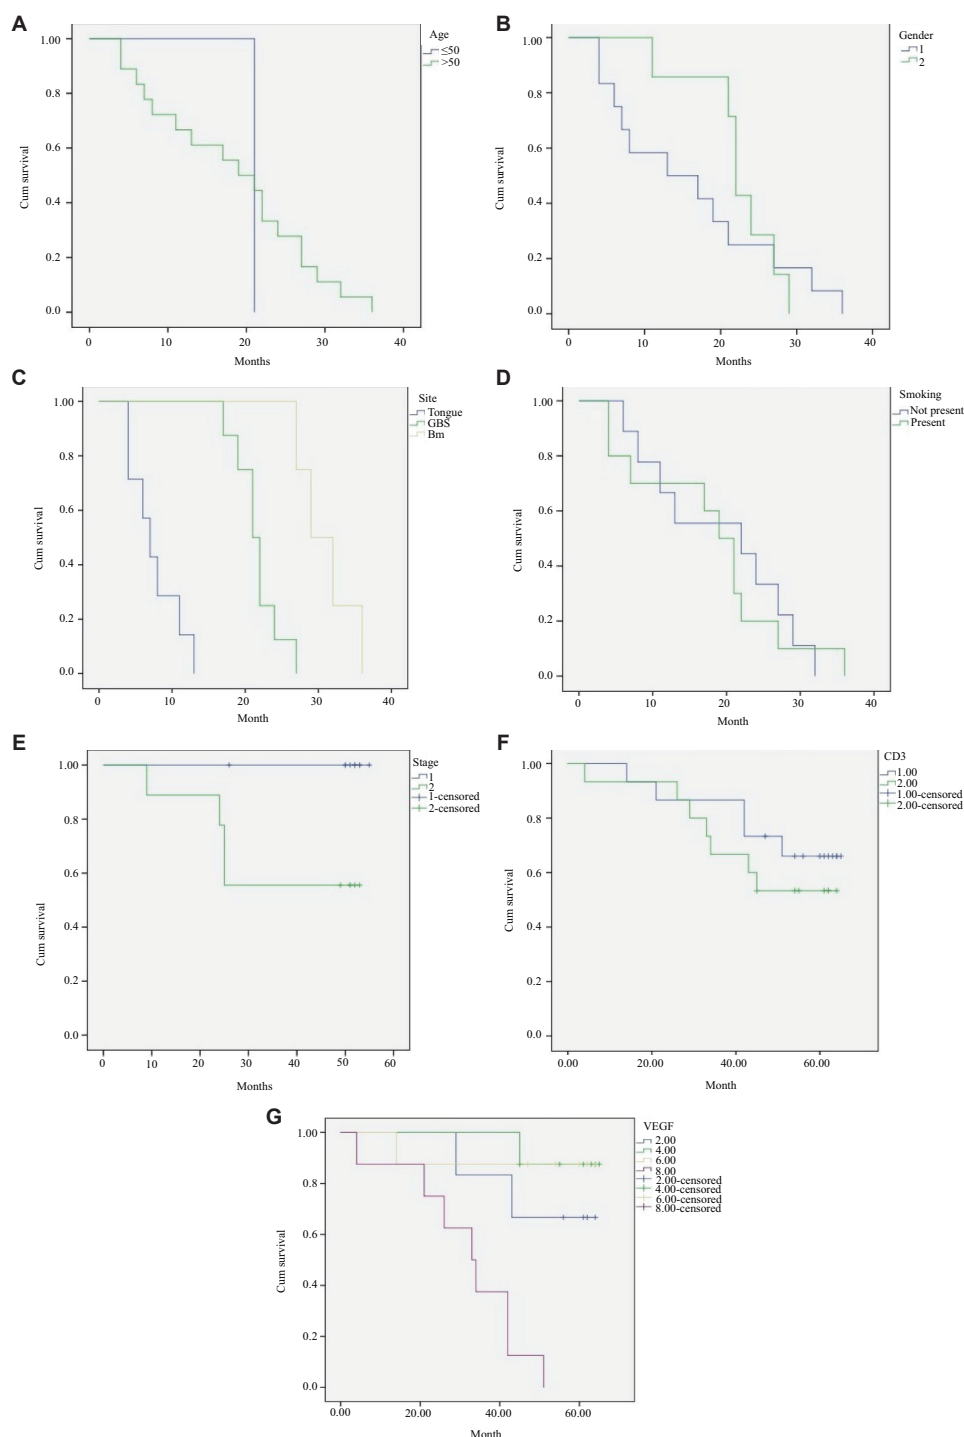 A
Age
≤50
>50
1.00
0.8
0.6
0.4
0.2
0.0
Cum survival
0 10 20 30 40
Months
B
Gender
1
2
1.00
0.8
0.6
0.4
0.2
0.0
Cum survival
0 10 20 30 40
Months
C
Site
Tongue
GBS
Bm
1.00
0.8
0.6
0.4
0.2
0.0
Cum survival
0 10 20 30 40
Month
D
Smoking
Not present
Present
1.00
0.8
0.6
0.4
0.2
0.0
Cum survival
0 10 20 30 40
Month
E
Stage
1
2
1-censored
2-censored
1.00
0.8
0.6
0.4
0.2
0.0
Cum survival
0 10 20 30 40 50 60
Months
F
CD3
1.00
2.00
1.00-censored
2.00-censored
1.00
0.8
0.6
0.4
0.2
0.0
Cum survival
0.00 20.00 40.00 60.00
Month
G
VEGF
2.00
4.00
6.00
8.00
2.00-censored
4.00-censored
6.00-censored
8.00-censored
1.00
0.8
0.6
0.4
0.2
0.0
Cum survival
0.00 20.00 40.00 60.00
Month